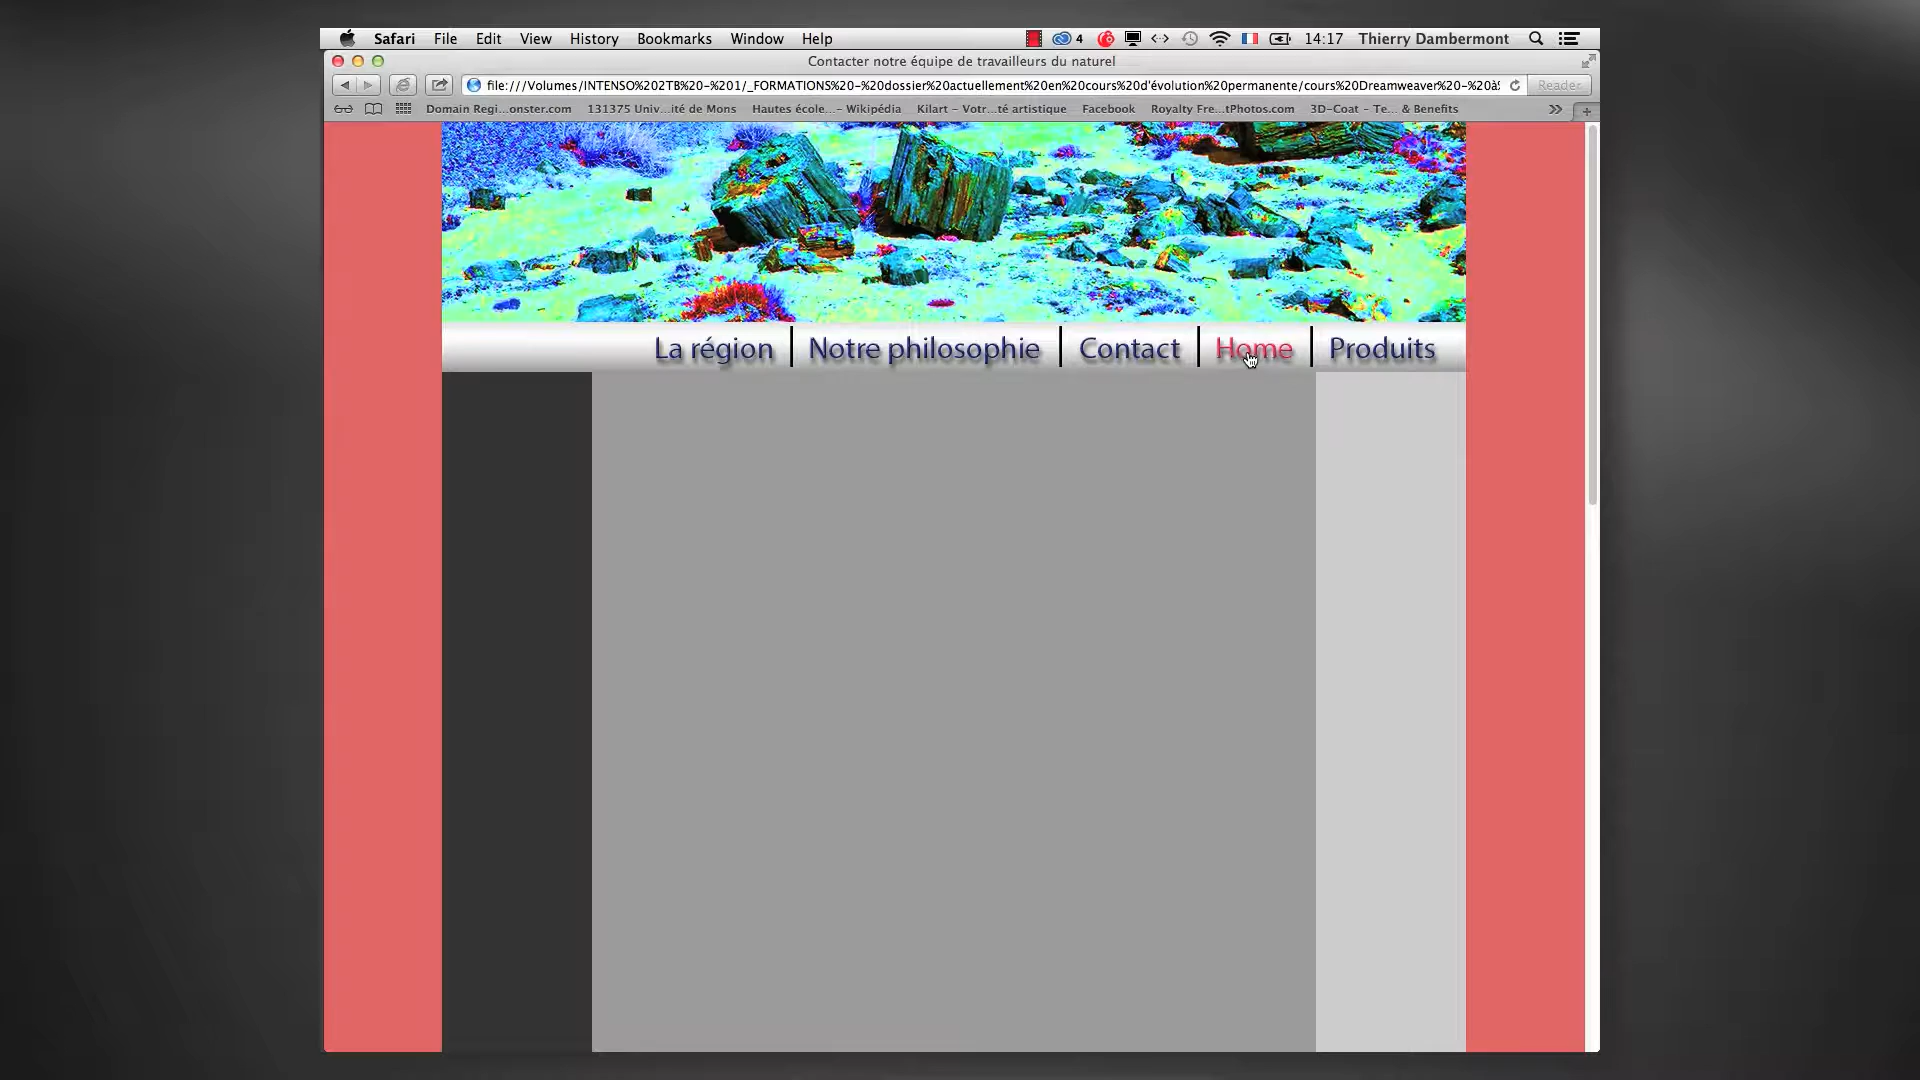 Safari File Edit View History Bookmarks Window Help 4 14:17 Thierry Dambermont
Contacter notre équipe de travailleurs du naturel
file:///Volumes/INTENSO%202TB%20-%201/_FORMATIONS%20-%20dossier%20actuellement%20en%20cours%20d'évolution%20permanente/cours%20Dreamweaver%20-%20à! Reader
Domain Regi...onster.com 131375 Univ...ité de Mons Hautes école...– Wikipédia Kilart – Votr...té artistique Facebook Royalty Fre...tPhotos.com 3D-Coat – Te... & Benefits
La région Notre philosophie Contact Home Produits